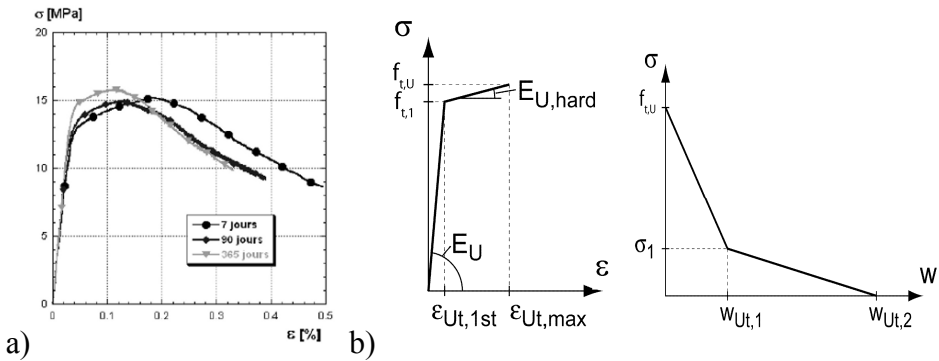 σ [MPa]
20
15
10
5
0
0
0.1
0.2
0.3
0.4
0.5
ε [%]
7 jours
90 jours
365 jours
a)
σ
f_t,U
f_t,1
E_U,hard
E_U
ε
ε_Ut,1st
ε_Ut,max
b)
σ
f_t,U
σ_1
w
w_Ut,1
w_Ut,2